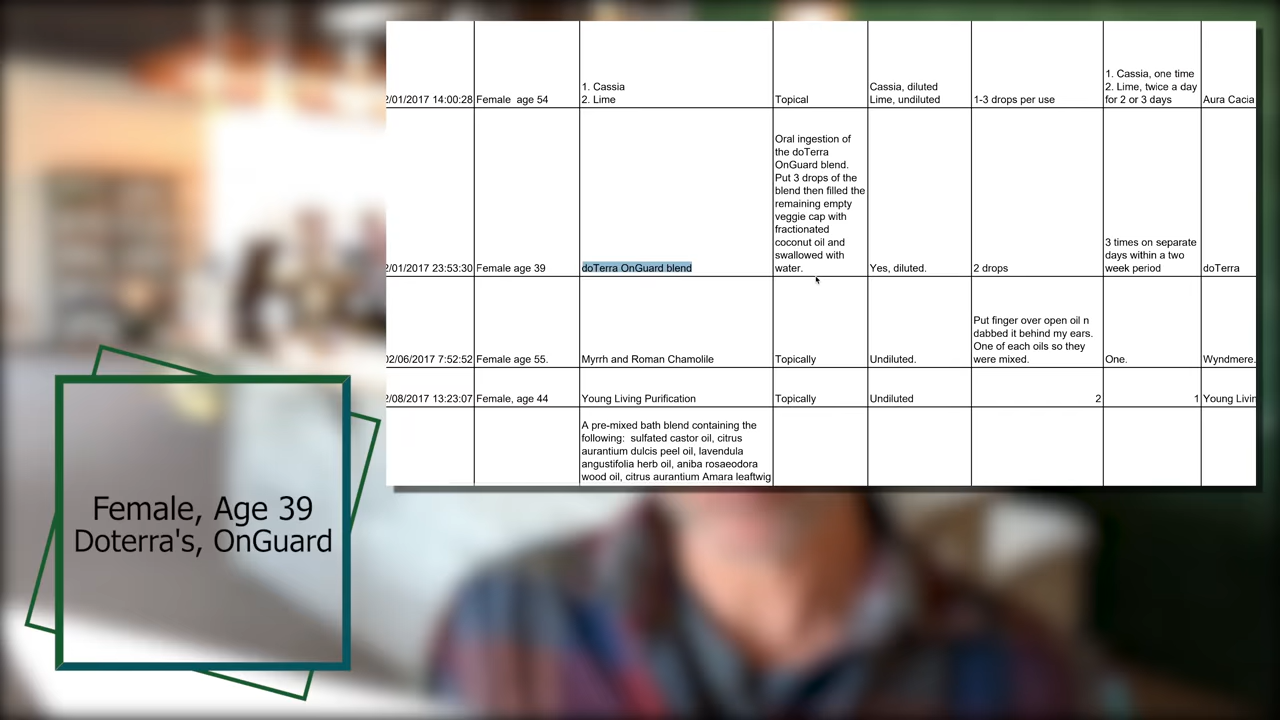 1. Cassia
2/01/2017 14:00:28 Female  age 54
2. Lime
Topical
Cassia, diluted
Lime, undiluted
1-3 drops per use
1. Cassia, one time
2. Lime, twice a day
for 2 or 3 days
Aura Cacia
2/01/2017 23:53:30 Female age 39
doTerra OnGuard blend
Oral ingestion of
the doTerra
OnGuard blend.
Put 3 drops of the
blend then filled the
remaining empty
veggie cap with
fractionated
coconut oil and
swallowed with
water.
Yes, diluted.
2 drops
3 times on separate
days within a two
week period
doTerra
02/06/2017 7:52:52 Female age 55.
Myrrh and Roman Chamolile
Topically
Undiluted.
Put finger over open oil n
dabbed it behind my ears.
One of each oils so they
were mixed.
One.
Wyndmere.
2/08/2017 13:23:07 Female, age 44
Young Living Purification
Topically
Undiluted
2
1
Young Livin
A pre-mixed bath blend containing the
following:  sulfated castor oil, citrus
aurantium dulcis peel oil, lavendula
angustifolia herb oil, aniba rosaeodora
wood oil, citrus aurantium Amara leaftwig
Female, Age 39
Doterra's, OnGuard